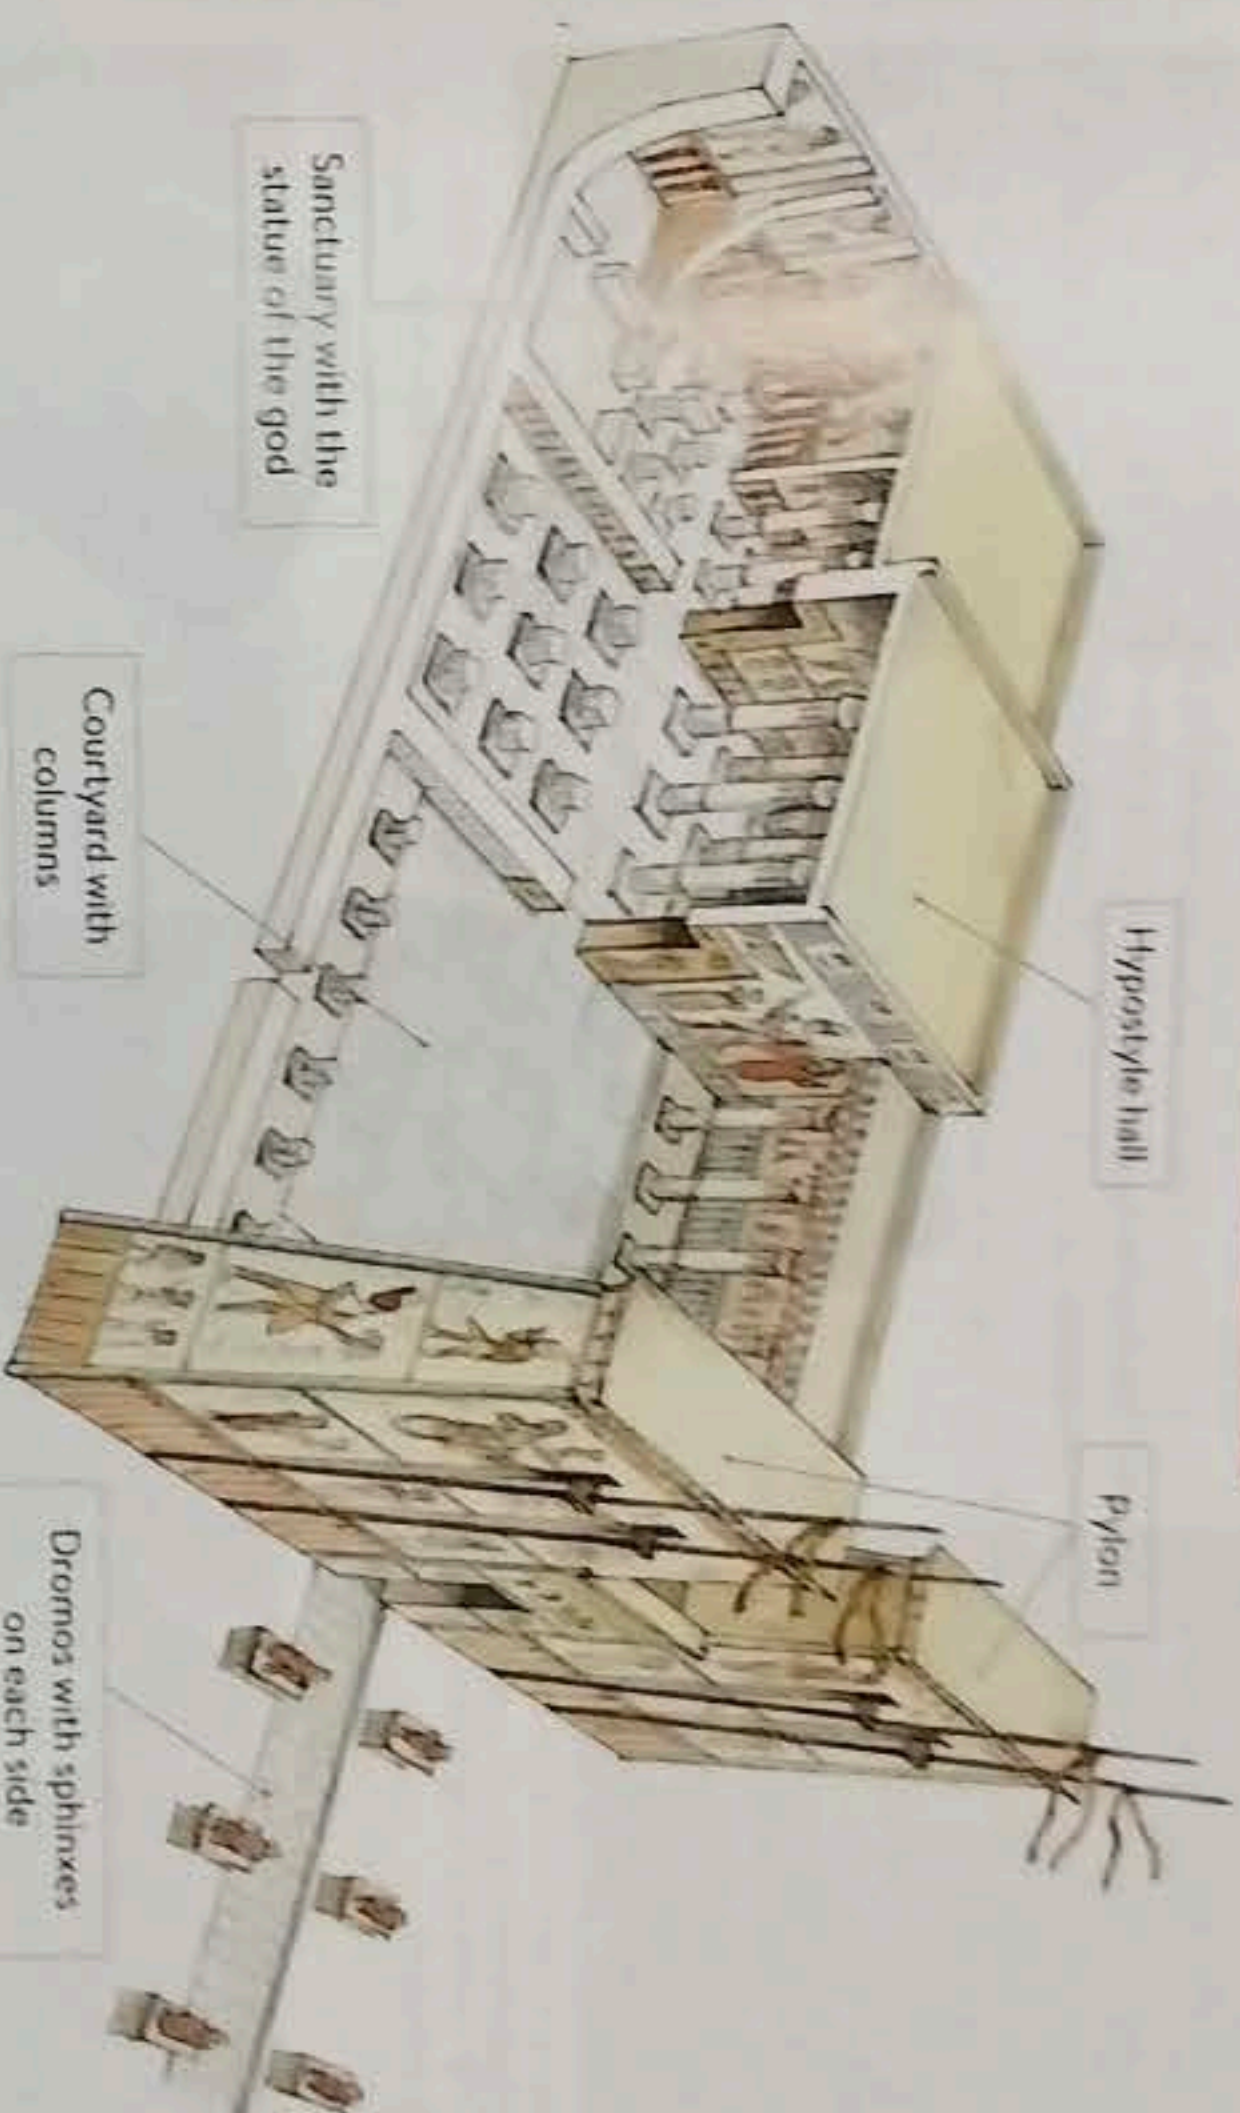 Hypostyle hall
Pylon
Sanctuary with the
statue of the god
Courtyard with
columns
Dromos with sphinxes
on each side